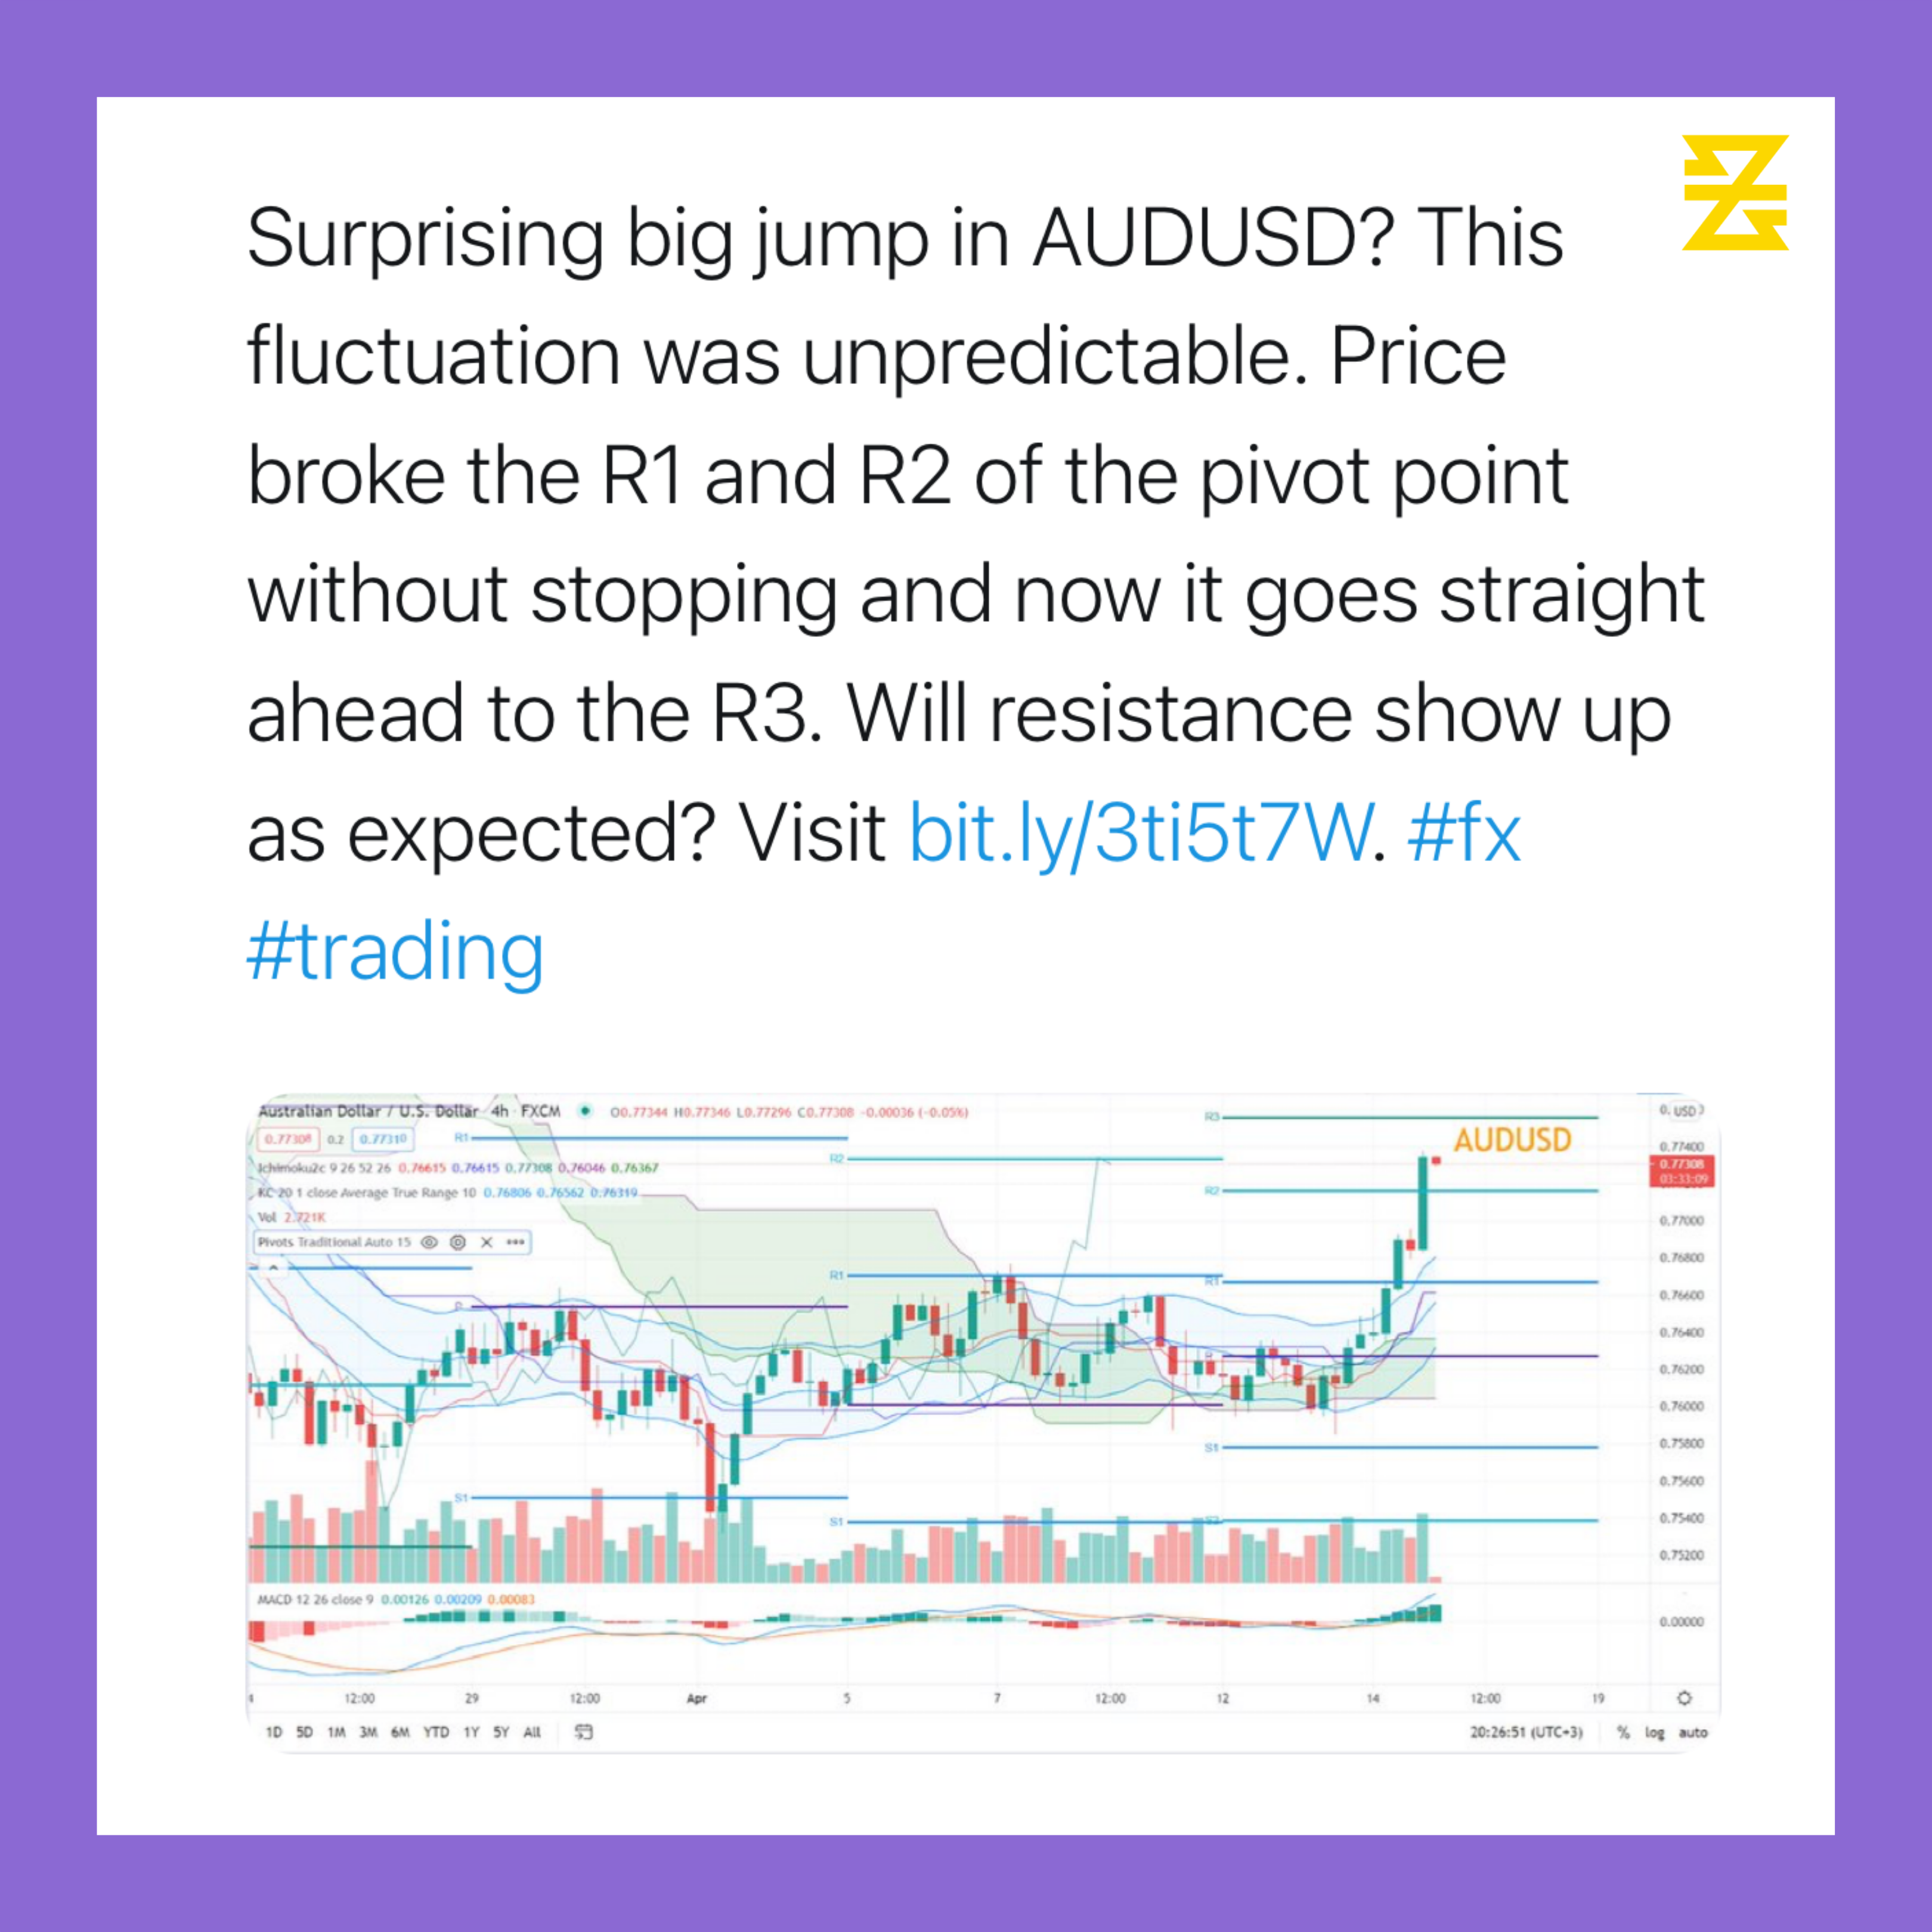 Surprising big jump in AUDUSD? This
fluctuation was unpredictable. Price
broke the R1 and R2 of the pivot point
without stopping and now it goes straight
ahead to the R3. Will resistance show up
as expected? Visit bit.ly/3ti5t7W. #fx
#trading
Australian Dollar / U.S. Dollar · 4h · FXCM O0.77344 H0.77346 L0.77296 C0.77308 -0.00036 (-0.05%)
0.77308 0.2 0.77310
Ichimoku2c 9 26 52 26 0.76615 0.76615 0.77308 0.76046 0.76367
KC 20 1 close Average True Range 10 0.76806 0.76562 0.76319
Vol 2.721K
Pivots Traditional Auto 15
R1
P
S1
R2
R1
S1
R3
R2
R1
P
S1
S2
AUDUSD
USD
0.77400
0.77308
03:33:09
0.77000
0.76800
0.76600
0.76400
0.76200
0.76000
0.75800
0.75600
0.75400
0.75200
MACD 12 26 close 9 0.00126 0.00209 0.00083
0.00000
12:00 29 12:00 Apr 5 7 12:00 12 14 12:00 19
1D 5D 1M 3M 6M YTD 1Y 5Y All
20:26:51 (UTC+3) % log auto